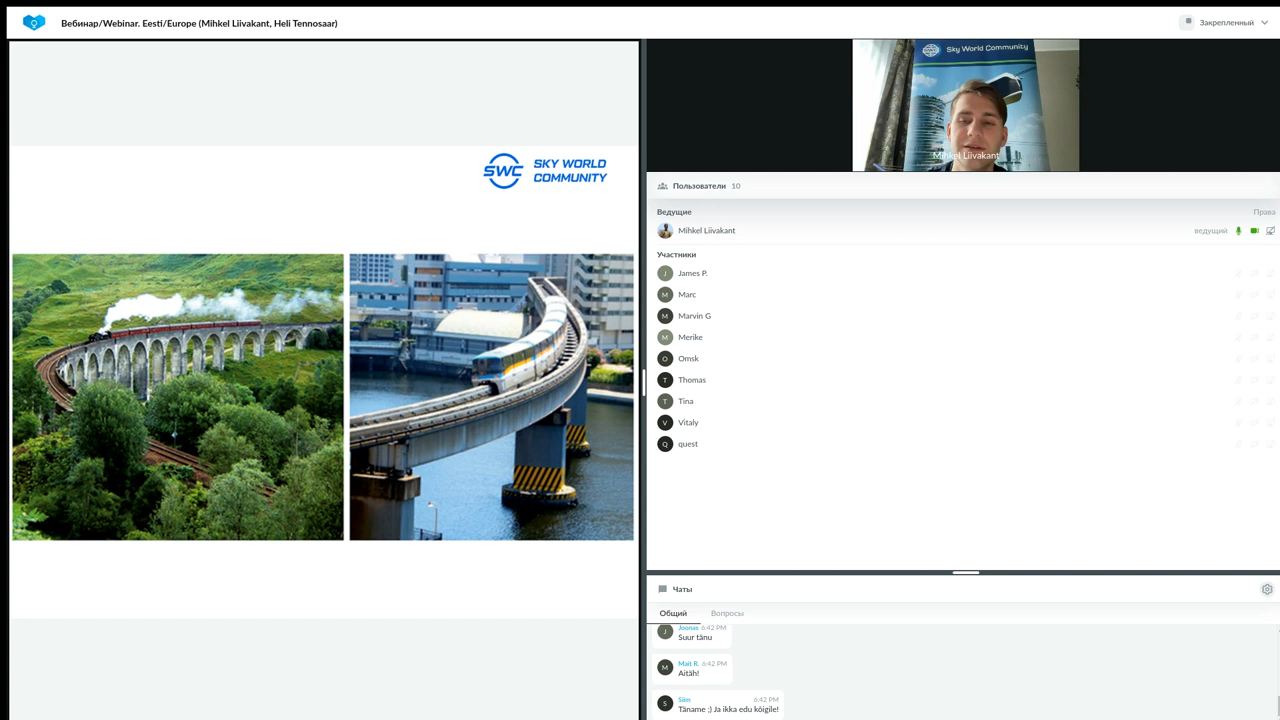 Вебинар/Webinar. Eesti/Europe (Mihkel Liivakant, Heli Tennosaar)
Закрепленный
SWC SKY WORLD
COMMUNITY
Sky World Community
Mihkel Liivakant
Пользователи 10
Ведущие Права
Mihkel Liivakant ведущий
Участники
J James P.
M Marc
M Marvin G
M Merike
O Omsk
T Thomas
T Tina
V Vitaly
Q quest
Чаты
Общий Вопросы
J Joonas 6:42 PM
Suur tänu
M Mait R. 6:42 PM
Aitäh!
S Siim 6:42 PM
Täname ;) Ja ikka edu kõigile!